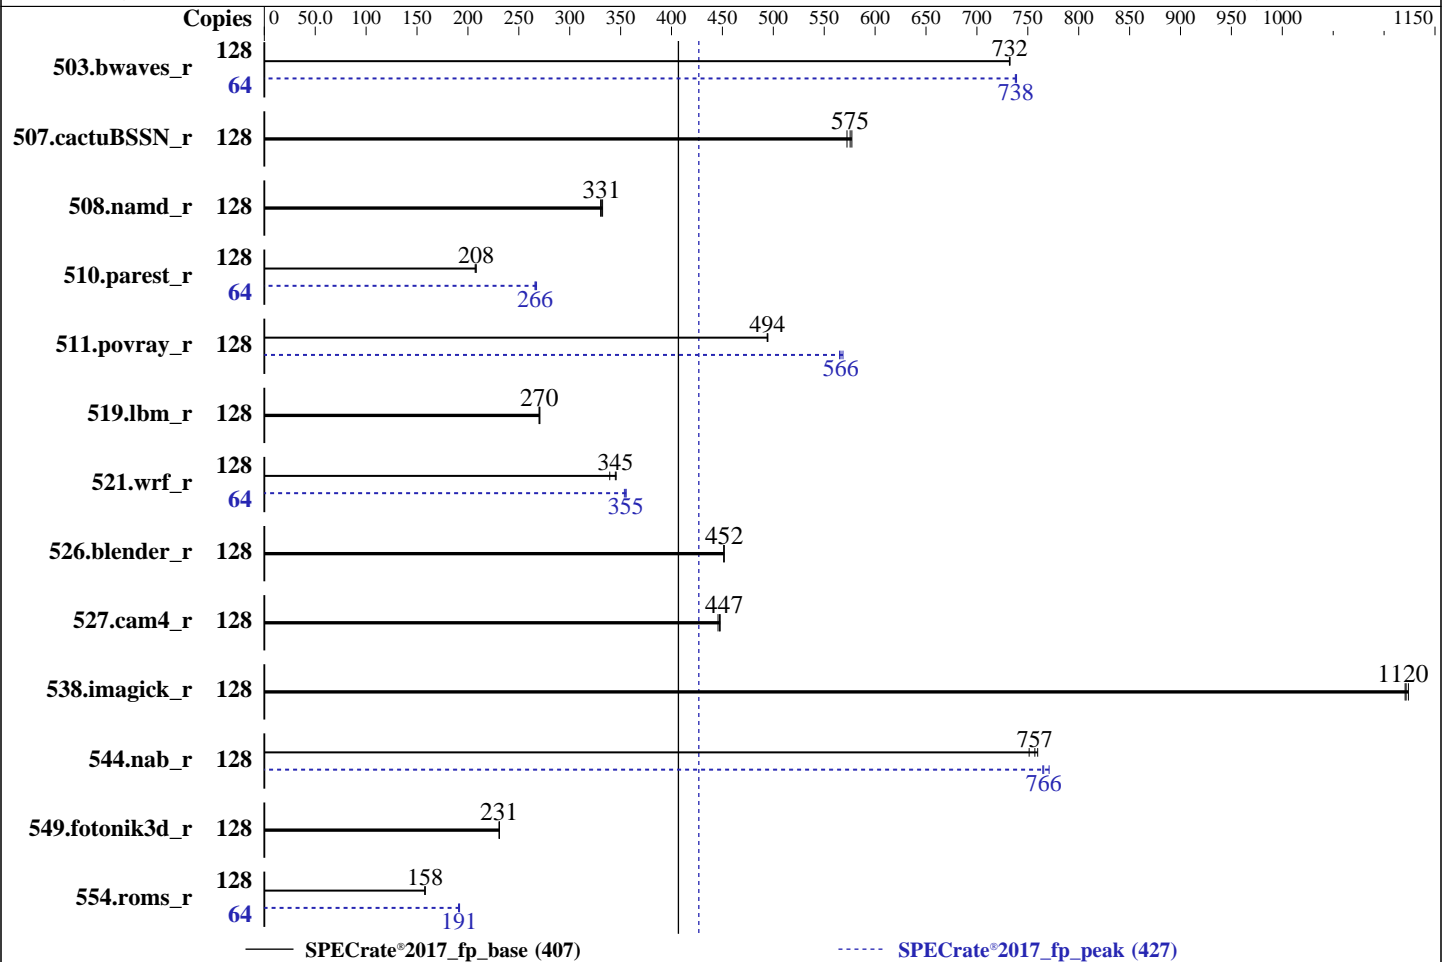 Copies 0 50.0 100 150 200 250 300 350 400 450 500 550 600 650 700 750 800 850 900 950 1000 1150
503.bwaves_r 128 732
64 738
507.cactuBSSN_r 128 575
508.namd_r 128 331
510.parest_r 128 208
64 266
511.povray_r 128 494
566
519.lbm_r 128 270
521.wrf_r 128 345
64 355
526.blender_r 128 452
527.cam4_r 128 447
538.imagick_r 128 1120
544.nab_r 128 757
766
549.fotonik3d_r 128 231
554.roms_r 128 158
64 191
SPECrate®2017_fp_base (407) SPECrate®2017_fp_peak (427)